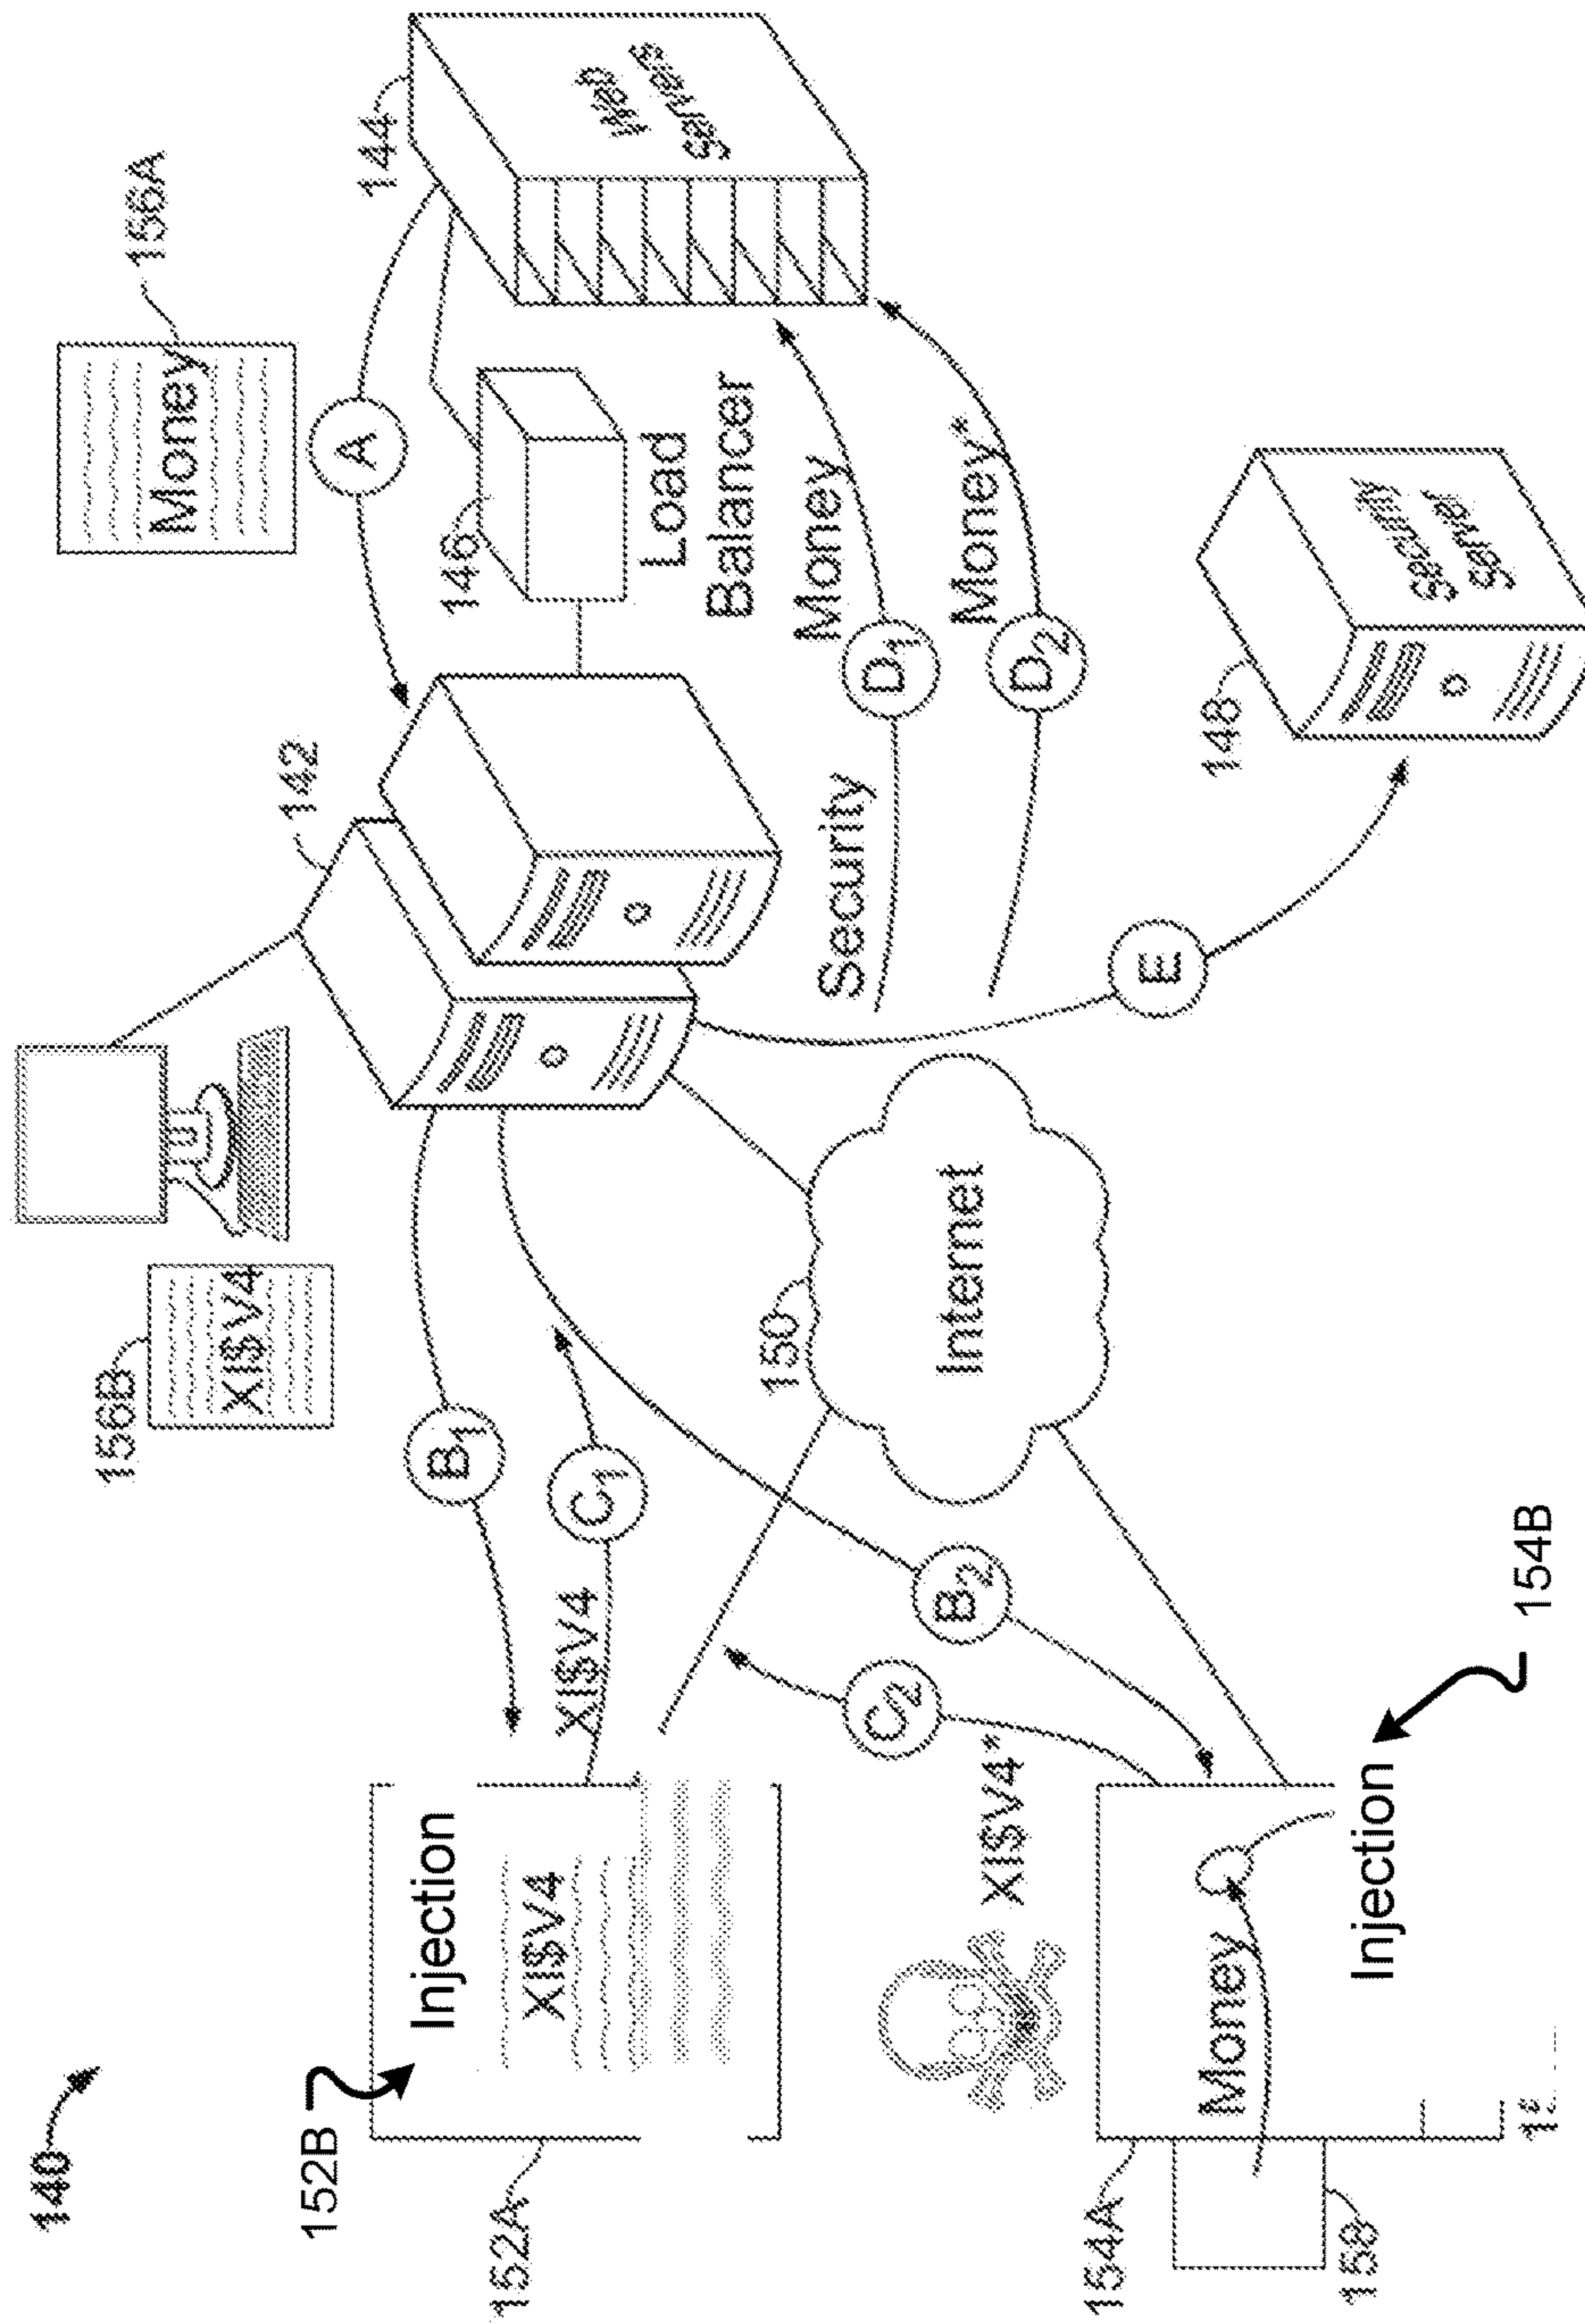 140
152B
152A
Injection
XI$V4
156B
XI$V4
B1
C1
XI$V4
142
156A
Money
A
144
web
servers
146
Load
Balancer
Security
Money
D1
Money*
D2
150
Internet
E
148
security
server
C2
B2
XI$V4*
154A
Money
158
Injection
154B